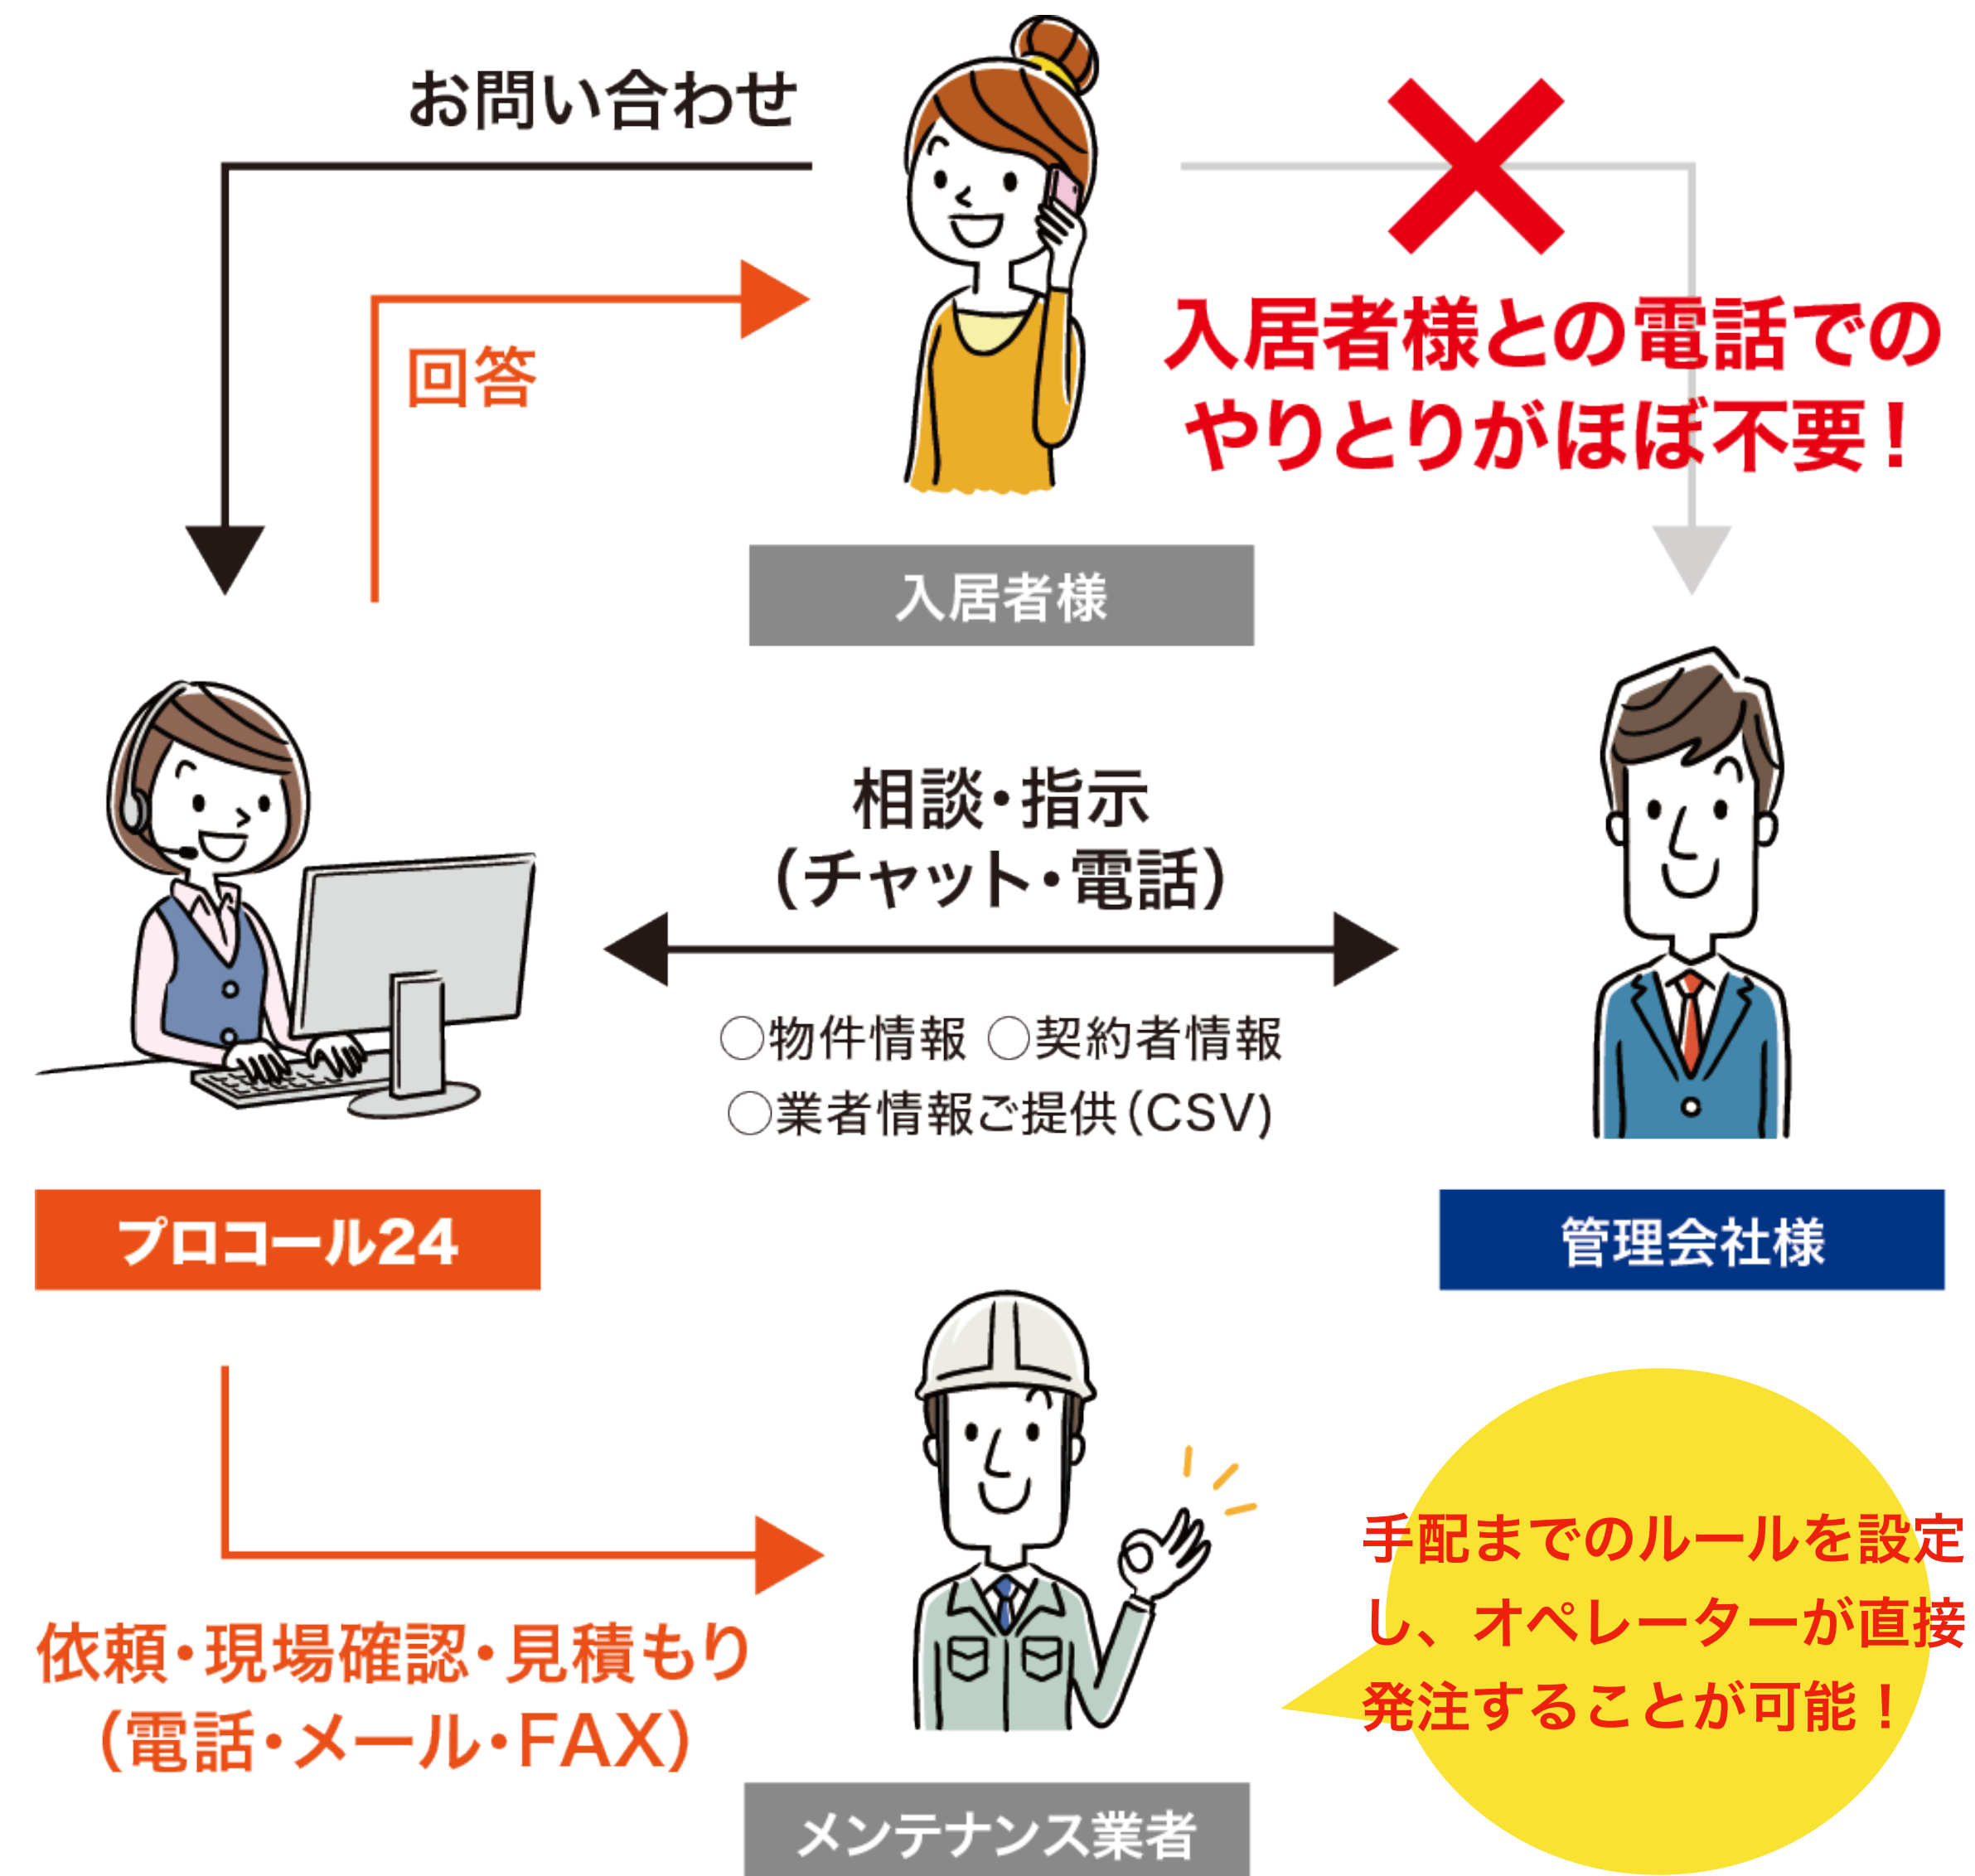 お問い合わせ
回答
入居者様との電話での
やりとりがほぼ不要！
入居者様
相談・指示
（チャット・電話）
○物件情報 ○契約者情報
○業者情報ご提供（CSV)
プロコール24
管理会社様
依頼・現場確認・見積もり
（電話・メール・FAX）
手配までのルールを設定
し、オペレーターが直接
発注することが可能！
メンテナンス業者